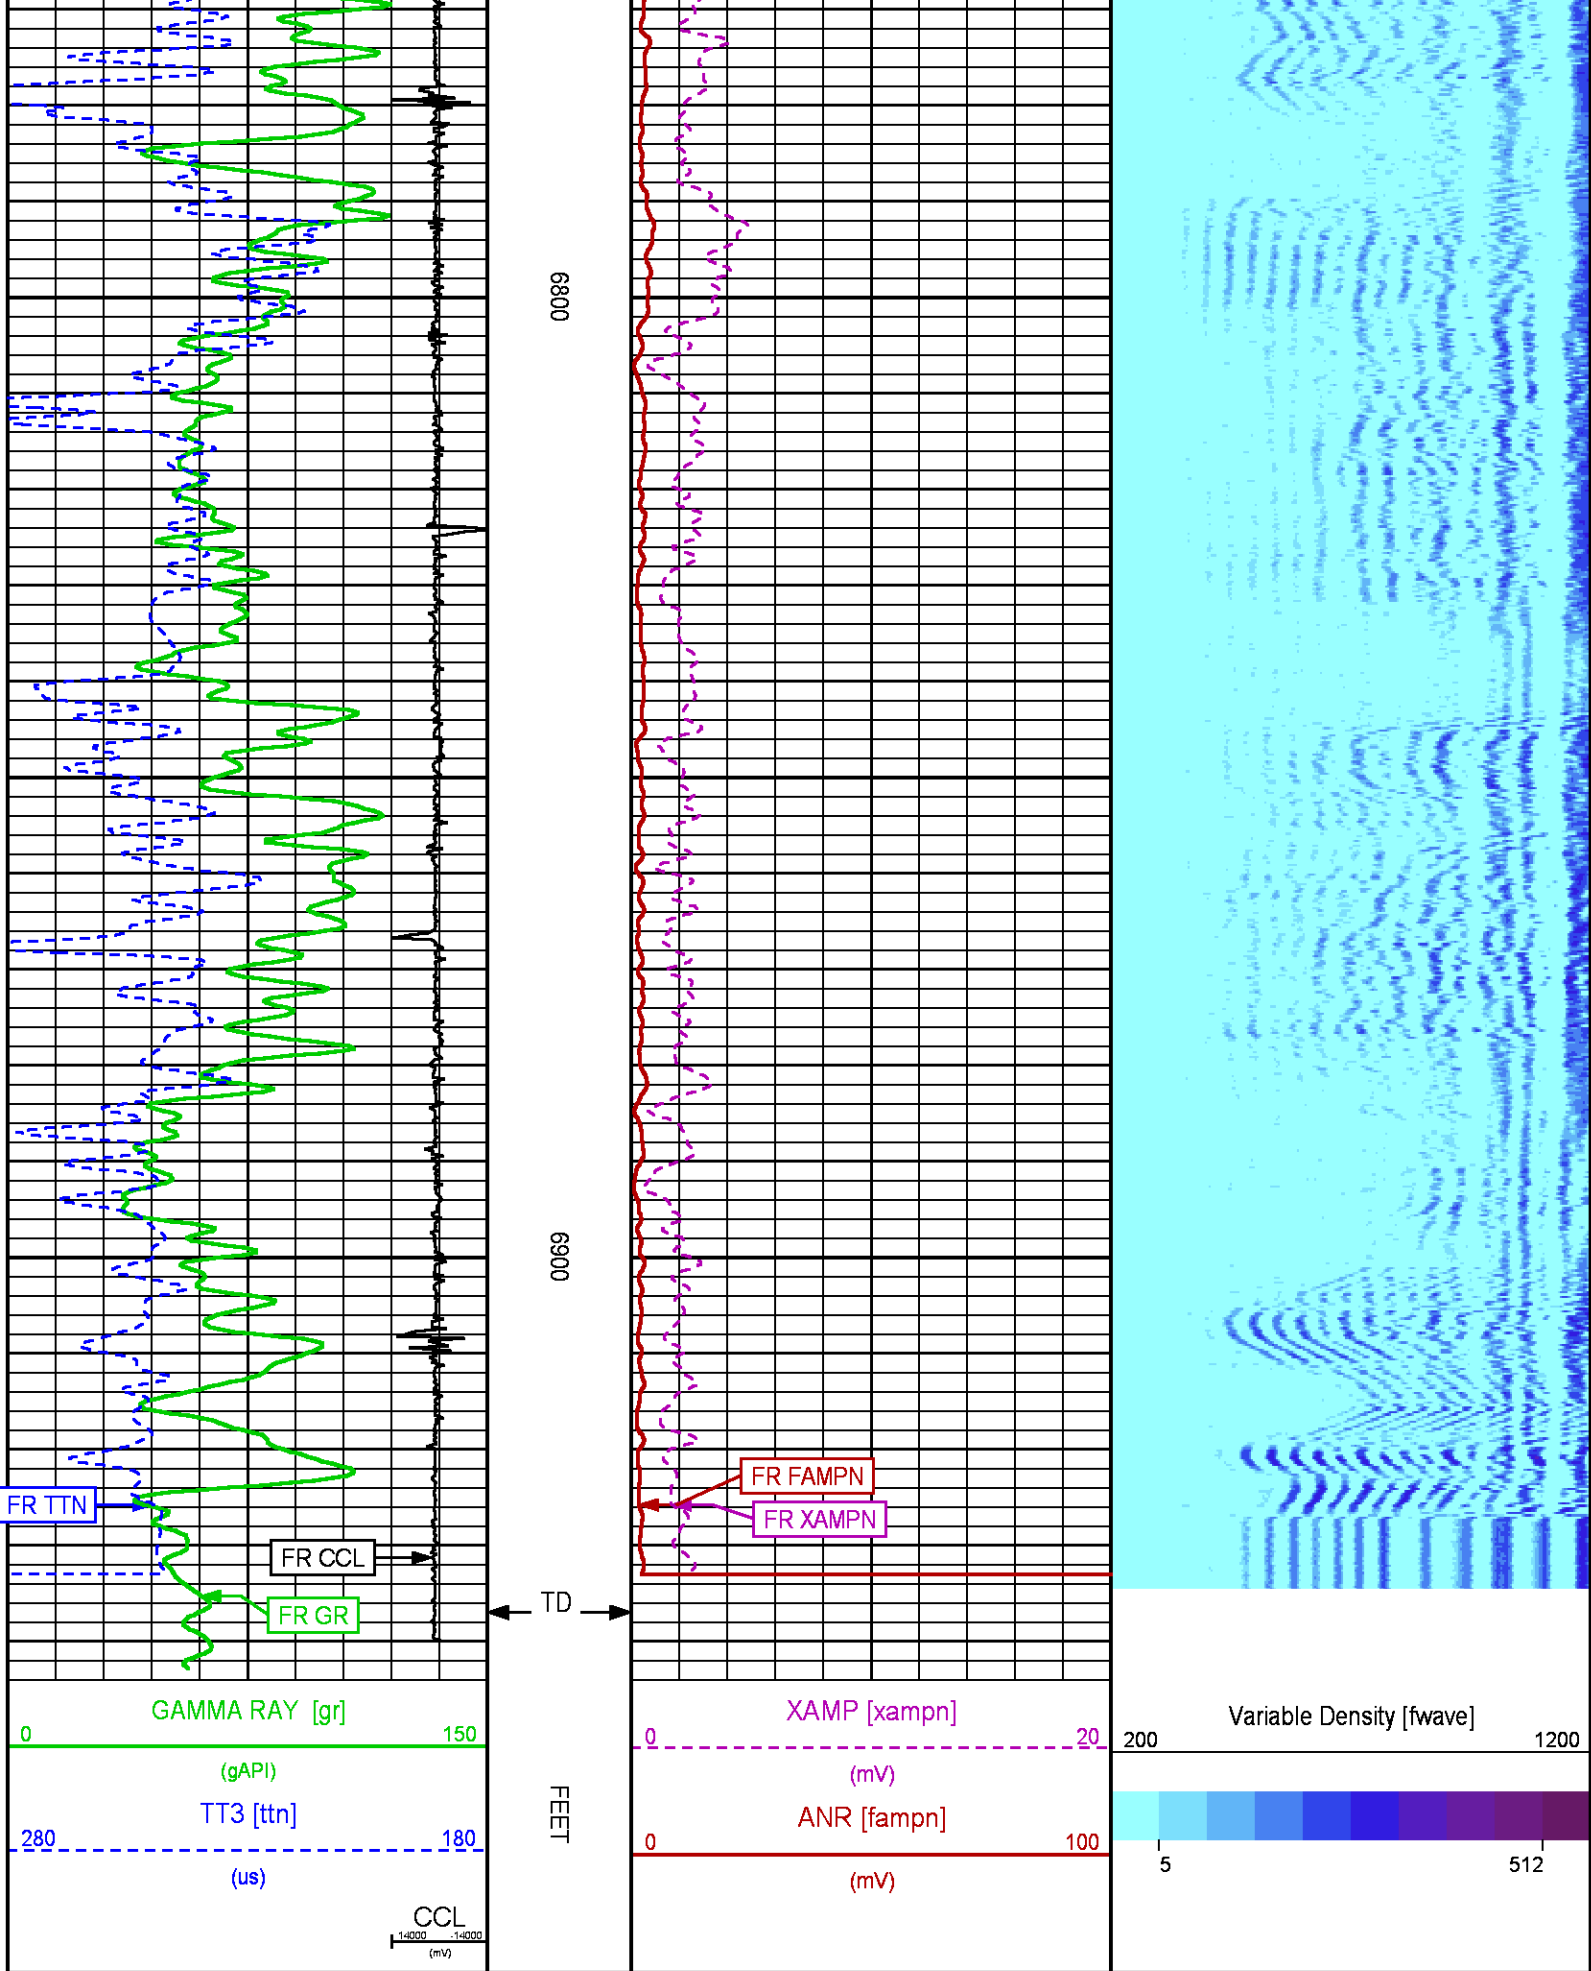 6800
6900
FR FAMPN
FR TTN
FR XAMPN
FR CCL
TD
FR GR
GAMMA RAY [gr]
0 150
(gAPI)
TT3 [ttn]
280 180
(us)
CCL
14000 -14000
(mV)
FEET
XAMP [xampn]
0 20
(mV)
ANR [fampn]
0 100
(mV)
Variable Density [fwave]
200 1200
5 512